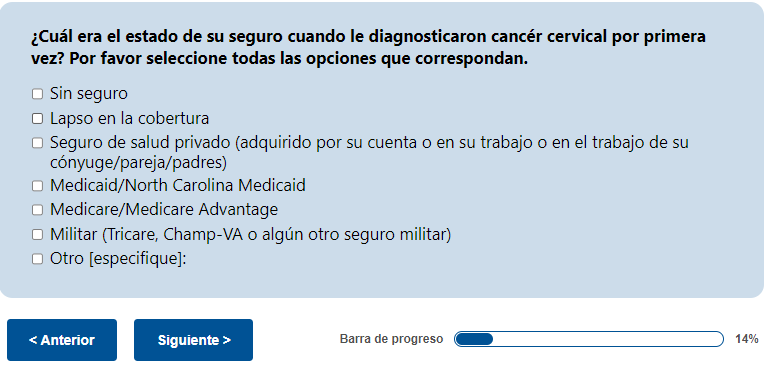 ¿Cuál era el estado de su seguro cuando le diagnosticaron cancér cervical por primera
vez? Por favor seleccione todas las opciones que correspondan.
Sin seguro
Lapso en la cobertura
Seguro de salud privado (adquirido por su cuenta o en su trabajo o en el trabajo de su
cónyuge/pareja/padres)
Medicaid/North Carolina Medicaid
Medicare/Medicare Advantage
Militar (Tricare, Champ-VA o algún otro seguro militar)
Otro [especifique]:
< Anterior Siguiente > Barra de progreso 14%